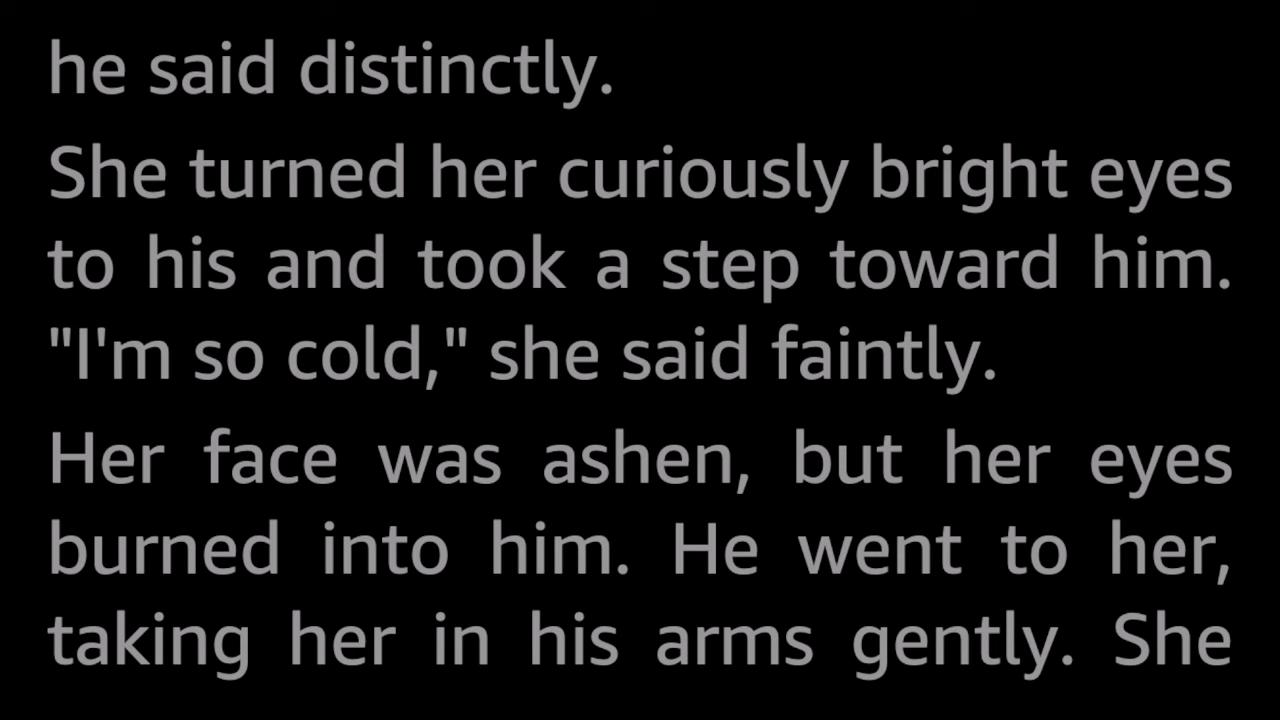 he said distinctly.
She turned her curiously bright eyes
to his and took a step toward him.
"I'm so cold," she said faintly.
Her face was ashen, but her eyes
burned into him. He went to her,
taking her in his arms gently. She